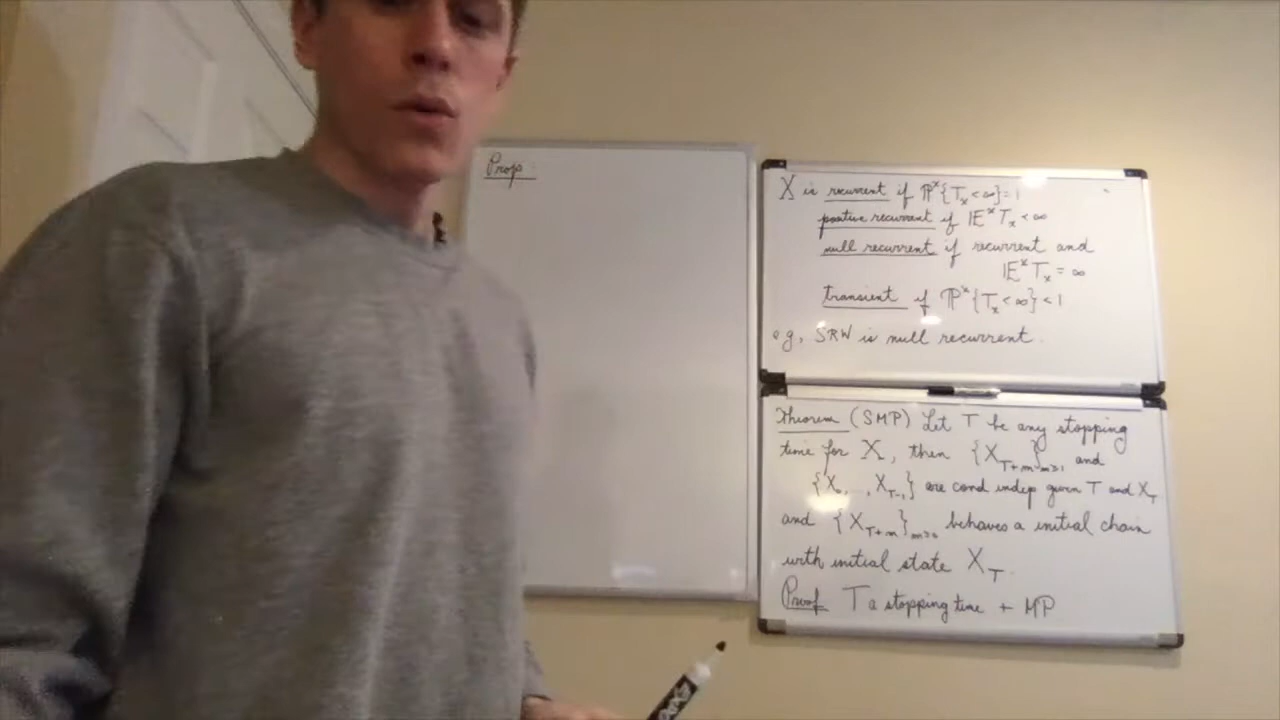 Prop:
X is recurrent if ℙˣ{Tₓ<∞}=1
positive recurrent if 𝔼ˣTₓ<∞
null recurrent if recurrent and
𝔼ˣTₓ=∞
transient if ℙˣ{Tₓ<∞}<1
e.g., SRW is null recurrent.
Theorem (SMP) Let T be any stopping
time for X, then {X_{T+m}}_{m≥1} and
{X₀, , X_{T-1}} are cond indep given T and X_T
and {X_{T+m}}_{m≥0} behaves a initial chain
with initial state X_T.
Proof T a stopping time + MP